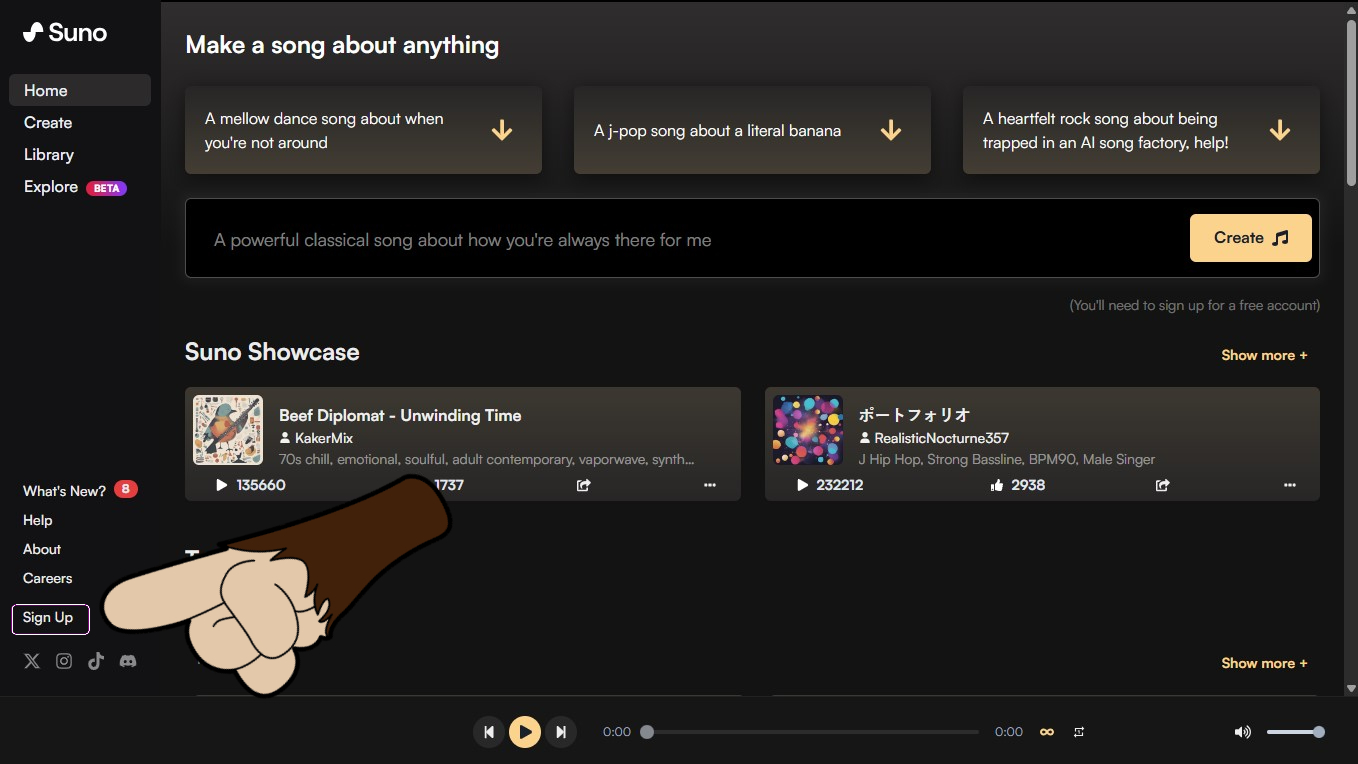 Suno
Home
Create
Library
Explore BETA
What's New? 8
Help
About
Careers
Sign Up
Make a song about anything
A mellow dance song about when
you're not around
A j-pop song about a literal banana
A heartfelt rock song about being
trapped in an AI song factory, help!
A powerful classical song about how you're always there for me
Create
(You'll need to sign up for a free account)
Suno Showcase
Show more +
Beef Diplomat - Unwinding Time
KakerMix
70s chill, emotional, soulful, adult contemporary, vaporwave, synth...
135660
1737
ポートフォリオ
RealisticNocturne357
J Hip Hop, Strong Bassline, BPM90, Male Singer
232212
2938
Show more +
0:00
0:00